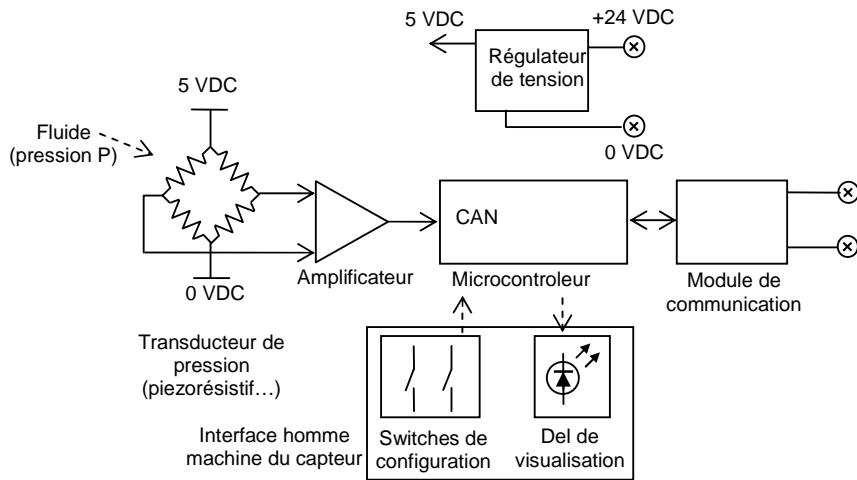 5 VDC
+24 VDC
Régulateur
de tension
0 VDC
5 VDC
Fluide
(pression P)
0 VDC
Amplificateur
CAN
Microcontroleur
Module de
communication
Transducteur de
pression
(piezorésistif…)
Interface homme
machine du capteur
Switches de
configuration
Del de
visualisation